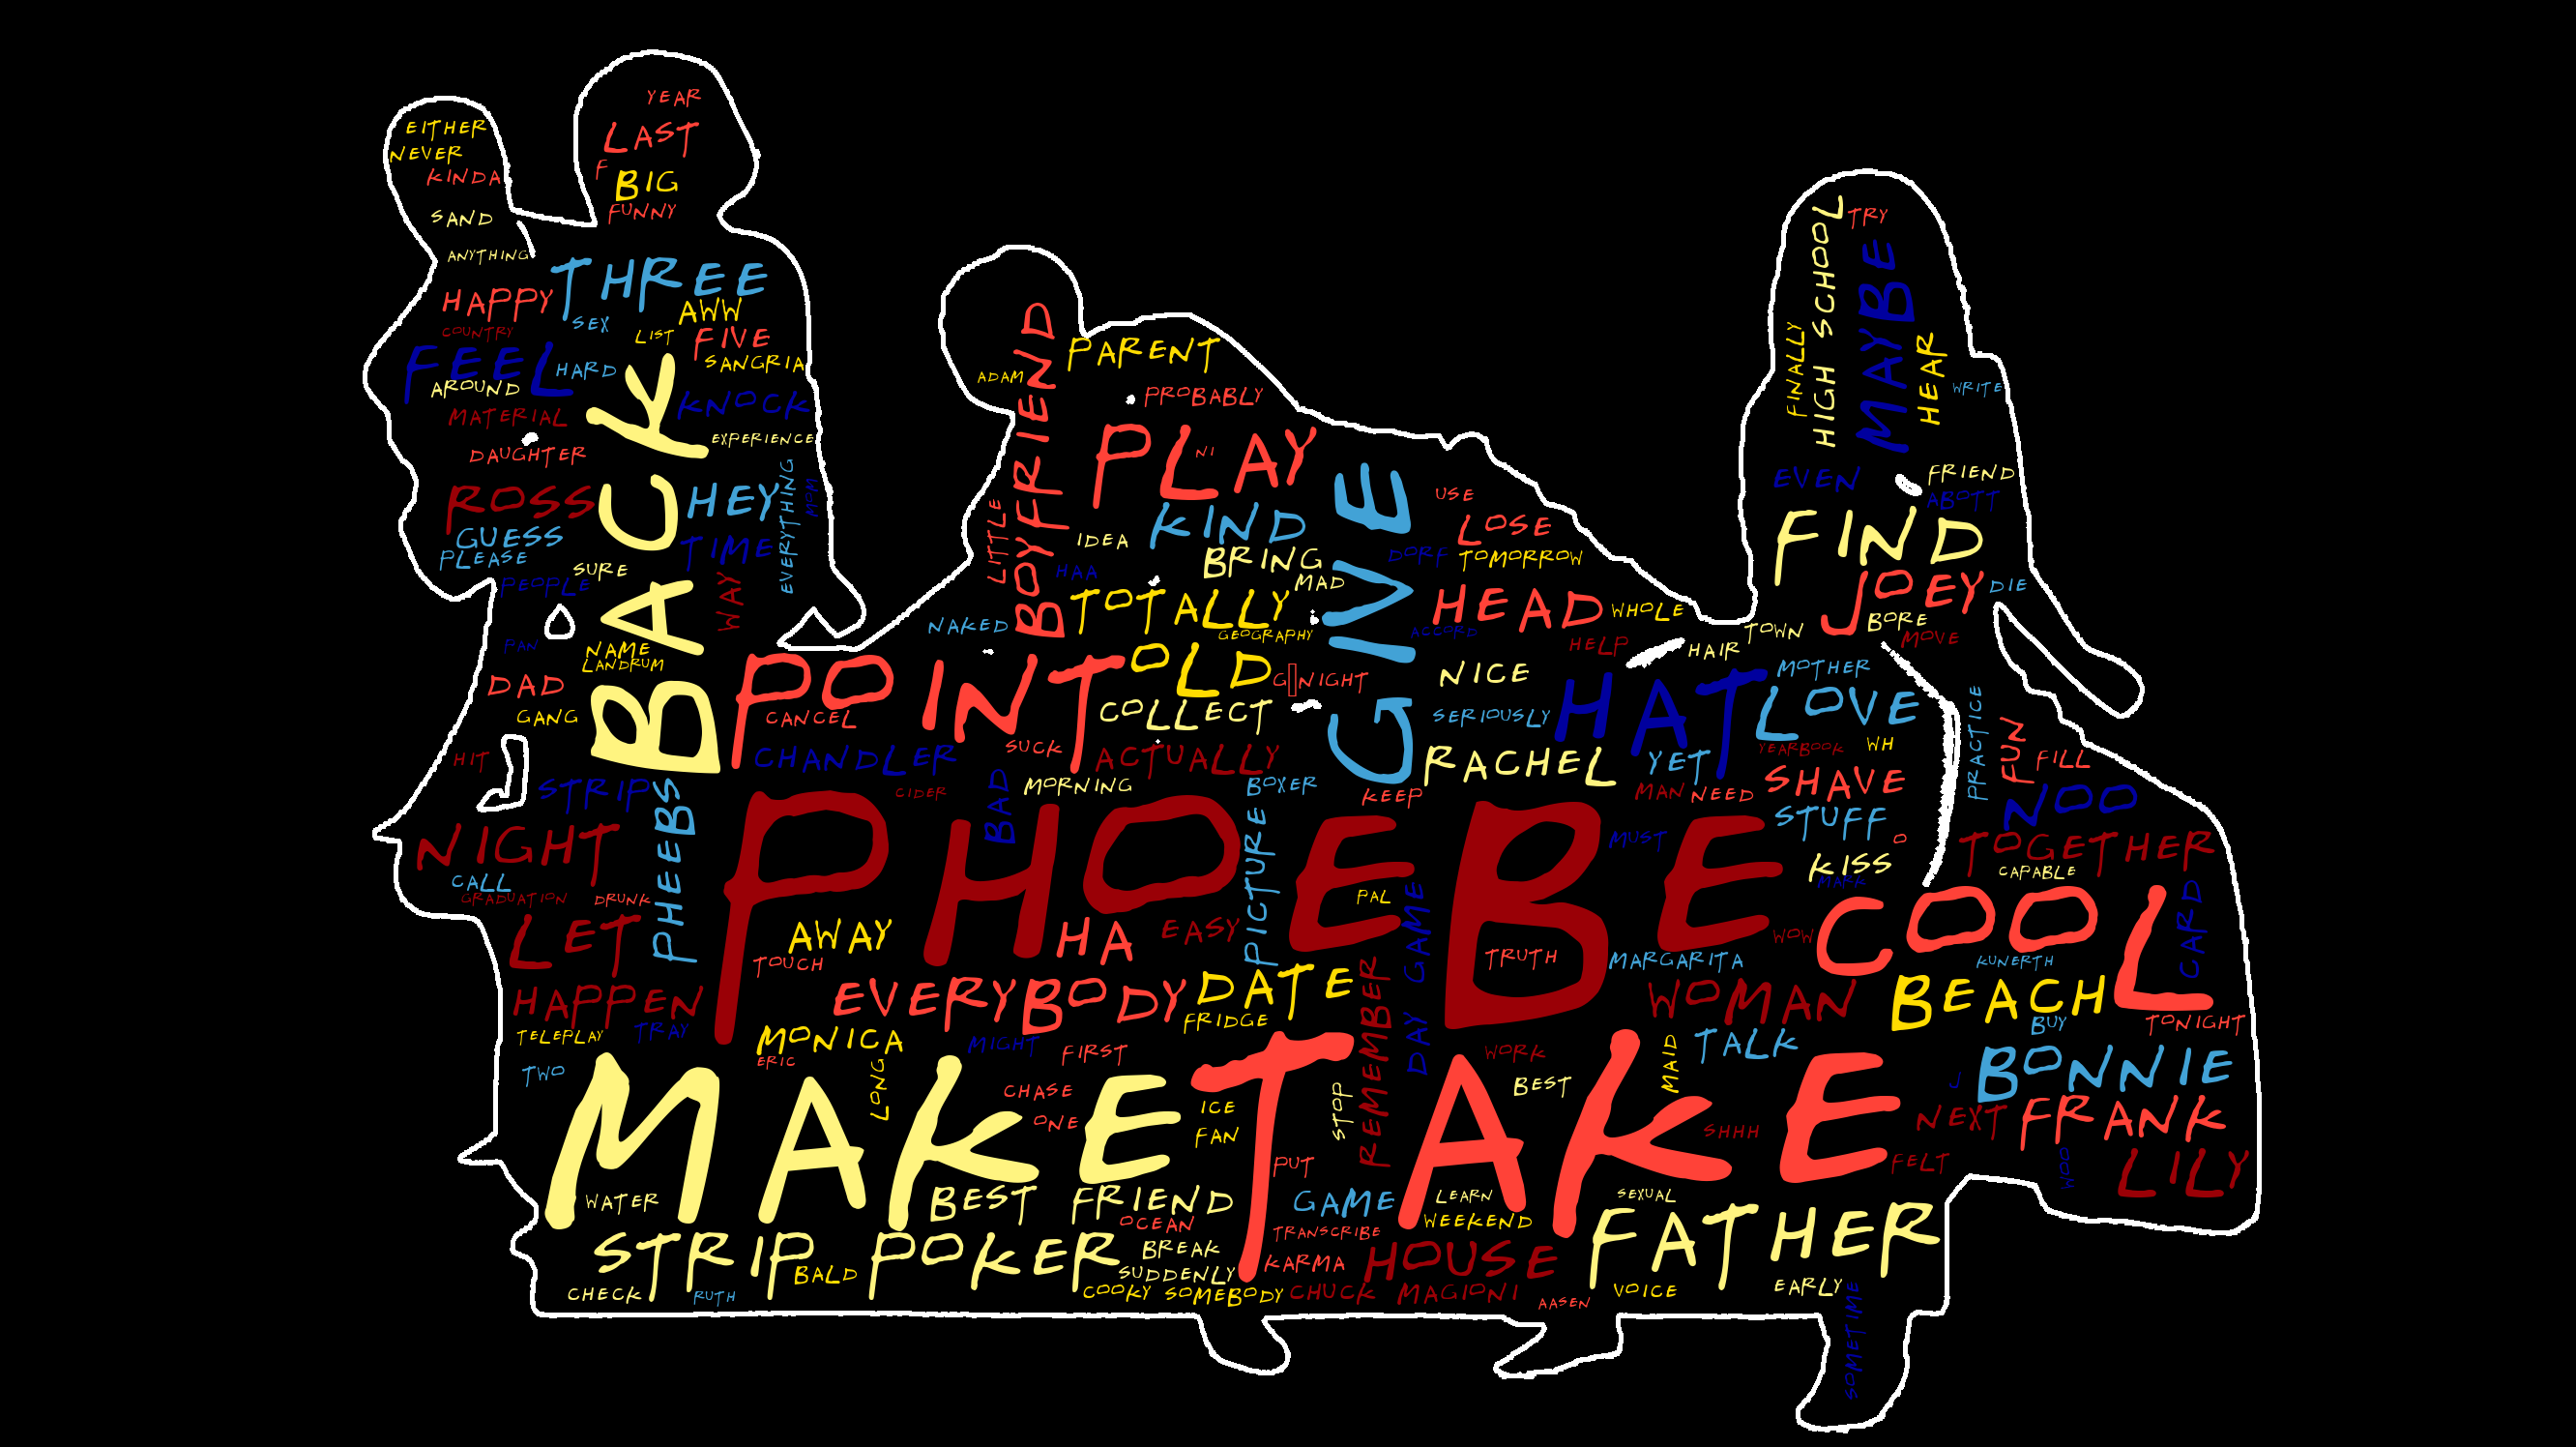 YEAR
LAST
F
BIG
FUNNY
EITHER
NEVER
KINDA
SAND
ANYTHING
HAPPY
THREE
COUNTRY
SEX
AWW
LIST
FIVE
SANGRIA
FEEL
HARD
AROUND
MATERIAL
KNOCK
EXPERIENCE
DAUGHTER
BACK
ROSS
HEY
EVERYTHING
MOM
GUESS
PLEASE
TIME
SURE
PEOPLE
WAY
PAN
NAME
LANDRUM
DAD
GANG
HIT
STRIP
PHEEBS
NIGHT
CALL
GRADUATION
DRUNK
LET
HAPPEN
TELEPLAY
TRAY
TWO
PARENT
ADAM
BOYFRIEND
PROBABLY
PLAY
NI
LITTLE
KIND
IDEA
BRING
HAA
MAD
TOTALLY
GEOGRAPHY
NAKED
GIVE
USE
LOSE
DORF
TOMORROW
HEAD
WHOLE
ACCORD
HELP
POINT
OLD
G▯NIGHT
NICE
CANCEL
COLLECT
SERIOUSLY
CHANDLER
SUCK
ACTUALLY
RACHEL
CIDER
BAD
MORNING
BOXER
KEEP
TRY
HIGH SCHOOL
MAYBE
FINALLY
HEAR
WRITE
EVEN
FRIEND
ABOTT
FIND
JOEY
DIE
BORE
TOWN
MOVE
HAIR
MOTHER
HAT
LOVE
YEARBOOK
WH
YET
SHAVE
MAN
NEED
PRACTICE
FUN
FILL
NOO
STUFF
MUST
O
TOGETHER
KISS
MARK
CAPABLE
PHOEBE
PICTURE
PAL
DAY GAME
AWAY
HA
EASY
TOUCH
TRUTH
MARGARITA
WOW
COOL
CARD
KUNERTH
EVERYBODY
DATE
FRIDGE
REMEMBER
WOMAN
BEACH
BUY
TONIGHT
MONICA
MIGHT
FIRST
ERIC
WORK
MAID
TALK
BONNIE
J
MAKE
LONG
CHASE
ONE
ICE
FAN
STOP
BEST
TAKE
SHHH
NEXT
FRANK
FELT
WOO
LILY
PUT
WATER
BEST FRIEND
OCEAN
GAME
LEARN
WEEKEND
SEXUAL
TRANSCRIBE
FATHER
STRIP POKER
BALD
BREAK
SUDDENLY
KARMA
HOUSE
CHECK
RUTH
COOKY
SOMEBODY
CHUCK
MAGIONI
AASEN
VOICE
EARLY
SOMETIME